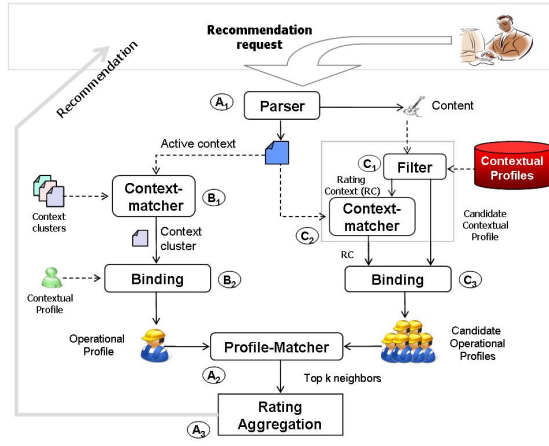 Recommendation
request
Recommendation
A1
Parser
Content
Active context
C1
Filter
Contextual
Profiles
Rating
Context (RC)
Context-
matcher
B1
Context
clusters
Context-
matcher
C2
Candidate
Contextual
Profile
Context
cluster
RC
Binding
B2
Binding
C3
Contextual
Profile
Operational
Profile
Profile-Matcher
Candidate
Operational
Profiles
A2
Top k neighbors
Rating
Aggregation
A3